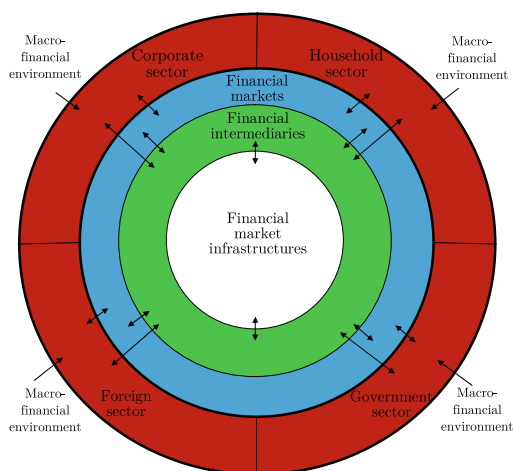 Macro-
financial
environment
Corporate
sector
Household
sector
Macro-
financial
environment
Financial
markets
Financial
intermediaries
Financial
market
infrastructures
Macro-
financial
environment
Foreign
sector
Government
sector
Macro-
financial
environment